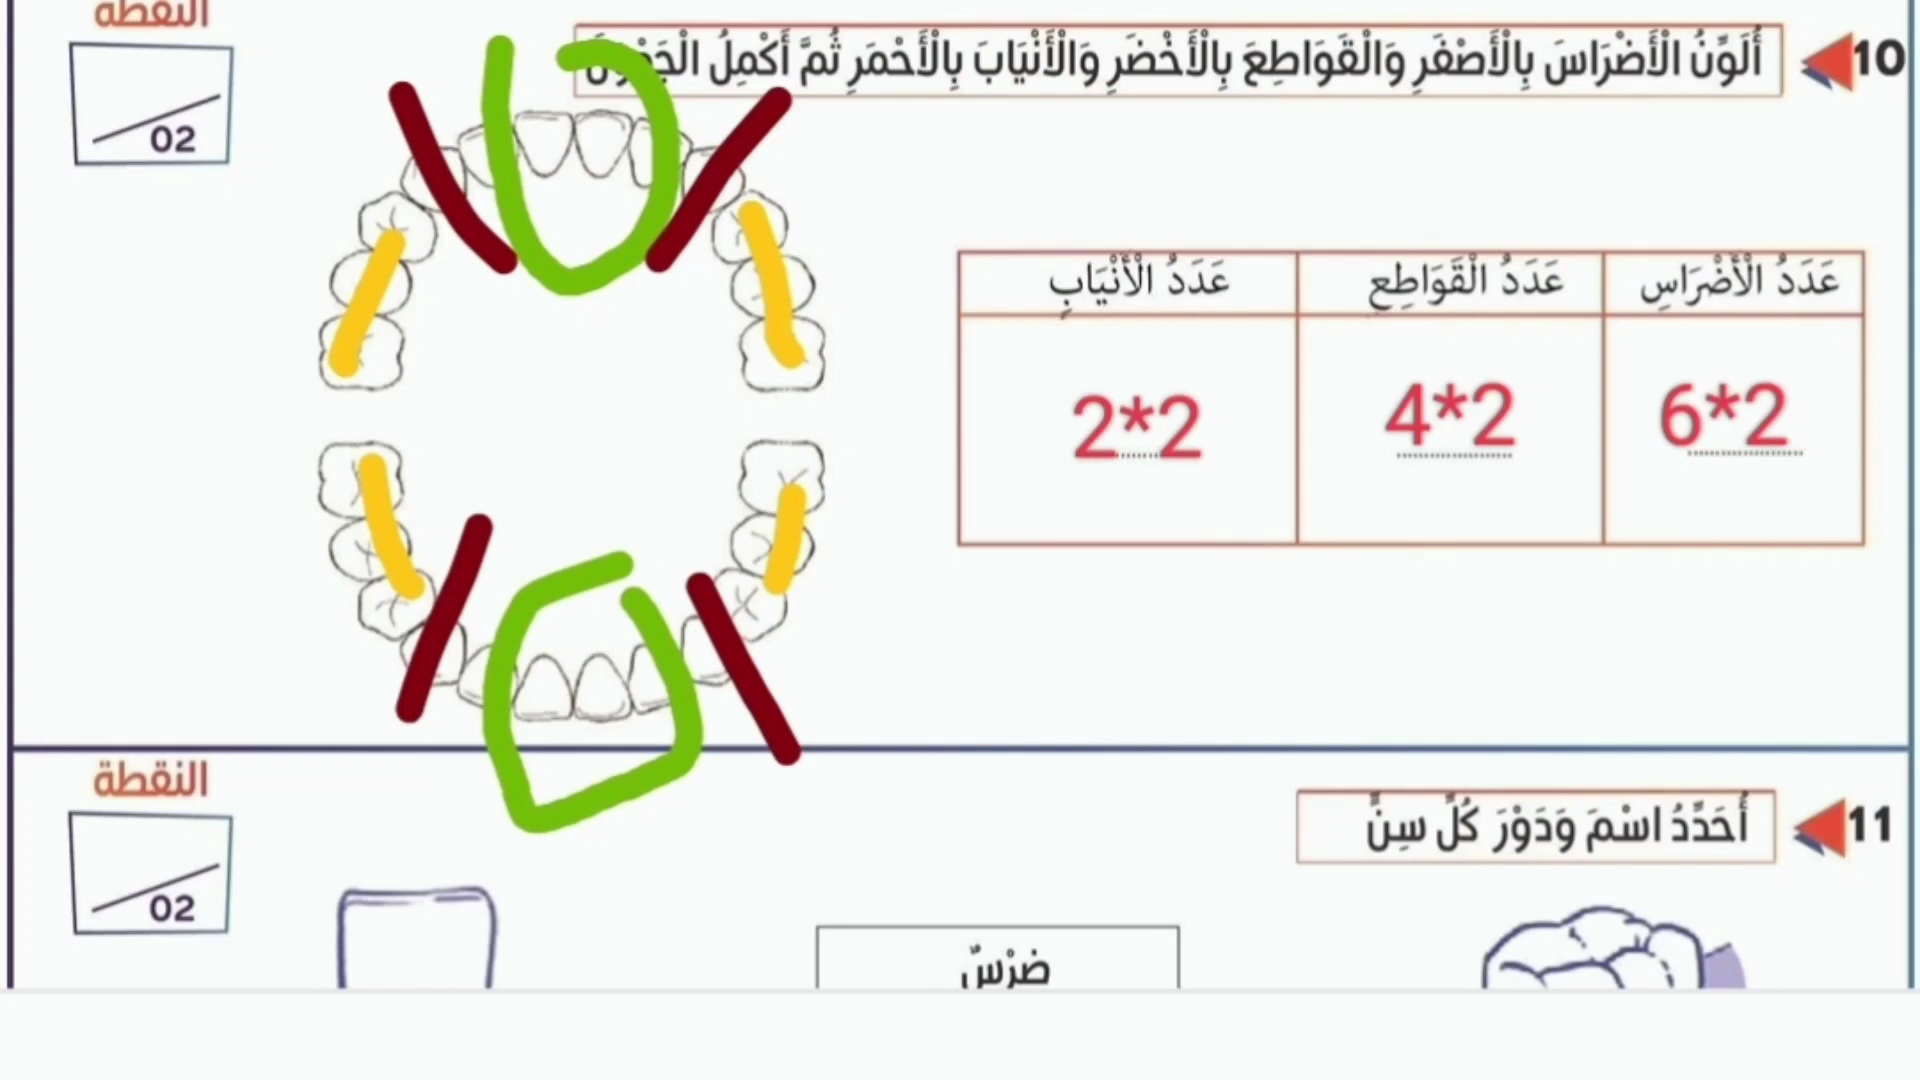 النقطة
02
10 أُلَوِّنُ الْأَضْرَاسَ بِالْأَصْفَرِ وَالْقَوَاطِعَ بِالْأَخْضَرِ وَالْأَنْيَابَ بِالْأَحْمَرِ ثُمَّ أَكْمِلُ
عَدَدُ الْأَضْرَاسِ عَدَدُ الْقَوَاطِعِ عَدَدُ الْأَنْيَابِ
6*2 4*2 2*2
النقطة
02
11 أُحَدِّدُ اسْمَ وَدَوْرَ كُلِّ سِنٍّ
ضِرْسٌ